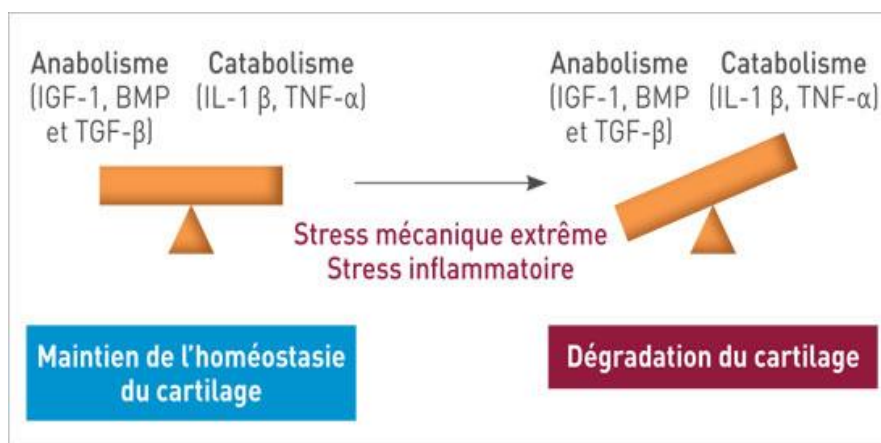 Anabolisme
(IGF-1, BMP
et TGF-β)
Catabolisme
(IL-1 β, TNF-α)
Stress mécanique extrême
Stress inflammatoire
Anabolisme
(IGF-1, BMP
et TGF-β)
Catabolisme
(IL-1 β, TNF-α)
Maintien de l’homéostasie
du cartilage
Dégradation du cartilage